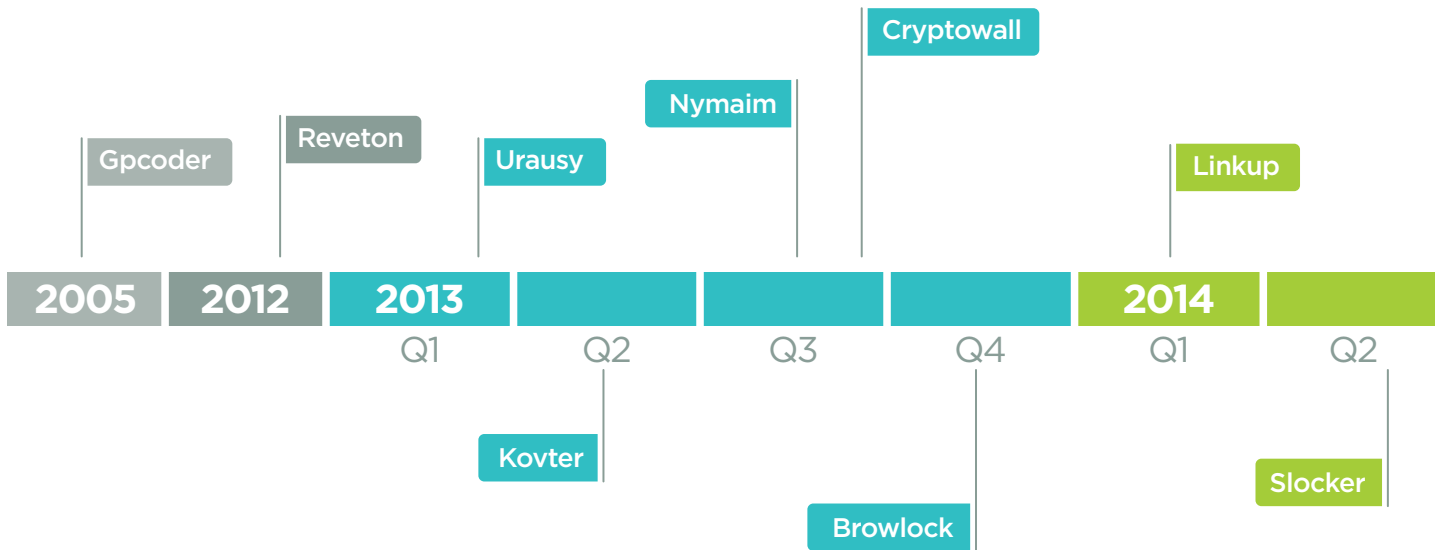 Cryptowall
Nymaim
Reveton
Gpcoder
Urausy
Linkup
2005 2012 2013 2014
Q1 Q2 Q3 Q4 Q1 Q2
Kovter
Slocker
Browlock